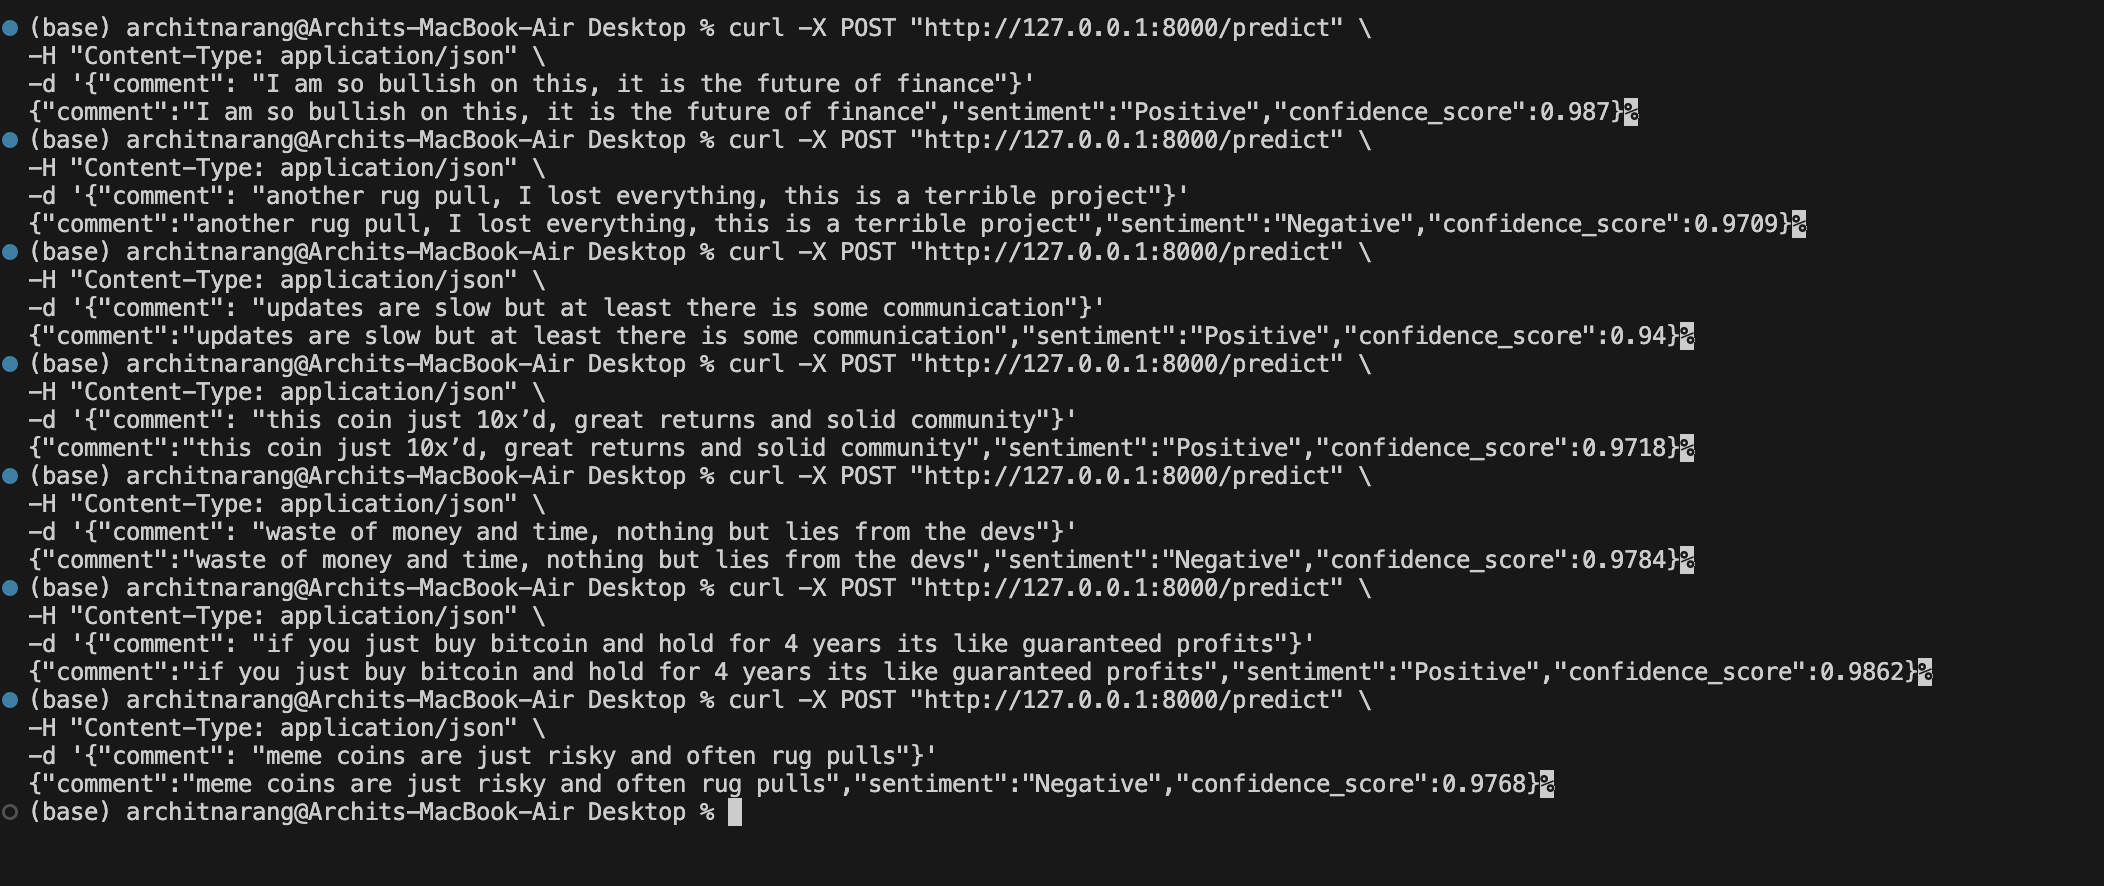 (base) architnarang@Archits-MacBook-Air Desktop % curl -X POST "http://127.0.0.1:8000/predict" \
-H "Content-Type: application/json" \
-d '{"comment": "I am so bullish on this, it is the future of finance"}'
{"comment":"I am so bullish on this, it is the future of finance","sentiment":"Positive","confidence_score":0.987}%
(base) architnarang@Archits-MacBook-Air Desktop % curl -X POST "http://127.0.0.1:8000/predict" \
-H "Content-Type: application/json" \
-d '{"comment": "another rug pull, I lost everything, this is a terrible project"}'
{"comment":"another rug pull, I lost everything, this is a terrible project","sentiment":"Negative","confidence_score":0.9709}%
(base) architnarang@Archits-MacBook-Air Desktop % curl -X POST "http://127.0.0.1:8000/predict" \
-H "Content-Type: application/json" \
-d '{"comment": "updates are slow but at least there is some communication"}'
{"comment":"updates are slow but at least there is some communication","sentiment":"Positive","confidence_score":0.94}%
(base) architnarang@Archits-MacBook-Air Desktop % curl -X POST "http://127.0.0.1:8000/predict" \
-H "Content-Type: application/json" \
-d '{"comment": "this coin just 10x’d, great returns and solid community"}'
{"comment":"this coin just 10x’d, great returns and solid community","sentiment":"Positive","confidence_score":0.9718}%
(base) architnarang@Archits-MacBook-Air Desktop % curl -X POST "http://127.0.0.1:8000/predict" \
-H "Content-Type: application/json" \
-d '{"comment": "waste of money and time, nothing but lies from the devs"}'
{"comment":"waste of money and time, nothing but lies from the devs","sentiment":"Negative","confidence_score":0.9784}%
(base) architnarang@Archits-MacBook-Air Desktop % curl -X POST "http://127.0.0.1:8000/predict" \
-H "Content-Type: application/json" \
-d '{"comment": "if you just buy bitcoin and hold for 4 years its like guaranteed profits"}'
{"comment":"if you just buy bitcoin and hold for 4 years its like guaranteed profits","sentiment":"Positive","confidence_score":0.9862}%
(base) architnarang@Archits-MacBook-Air Desktop % curl -X POST "http://127.0.0.1:8000/predict" \
-H "Content-Type: application/json" \
-d '{"comment": "meme coins are just risky and often rug pulls"}'
{"comment":"meme coins are just risky and often rug pulls","sentiment":"Negative","confidence_score":0.9768}%
(base) architnarang@Archits-MacBook-Air Desktop %